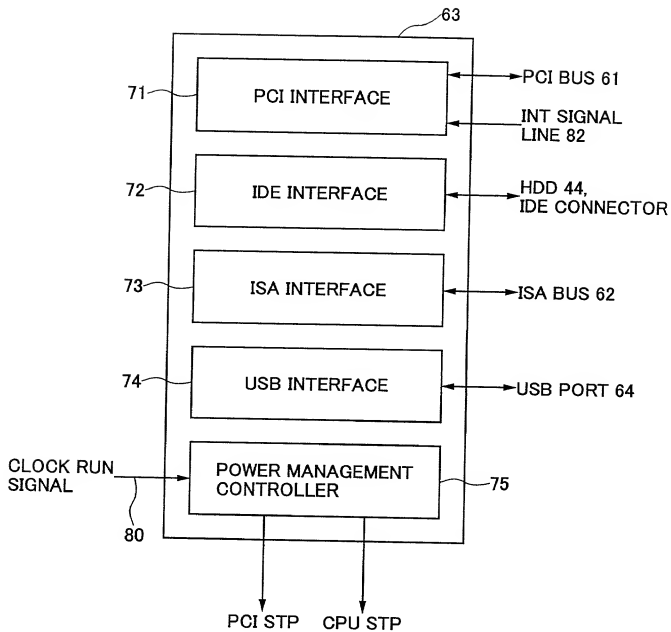 63
71
PCI INTERFACE
PCI BUS 61
INT SIGNAL
LINE 82
72
IDE INTERFACE
HDD 44,
IDE CONNECTOR
73
ISA INTERFACE
ISA BUS 62
74
USB INTERFACE
USB PORT 64
CLOCK RUN
SIGNAL
80
POWER MANAGEMENT
CONTROLLER
75
PCI STP
CPU STP